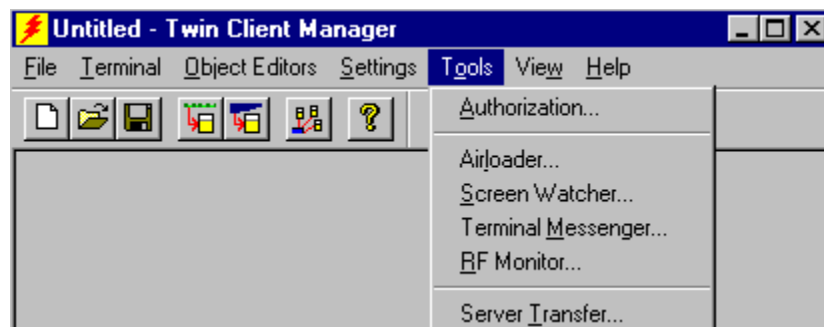 Untitled - Twin Client Manager
File Terminal Object Editors Settings Tools View Help
Authorization...
Airloader...
Screen Watcher...
Terminal Messenger...
RF Monitor...
Server Transfer...